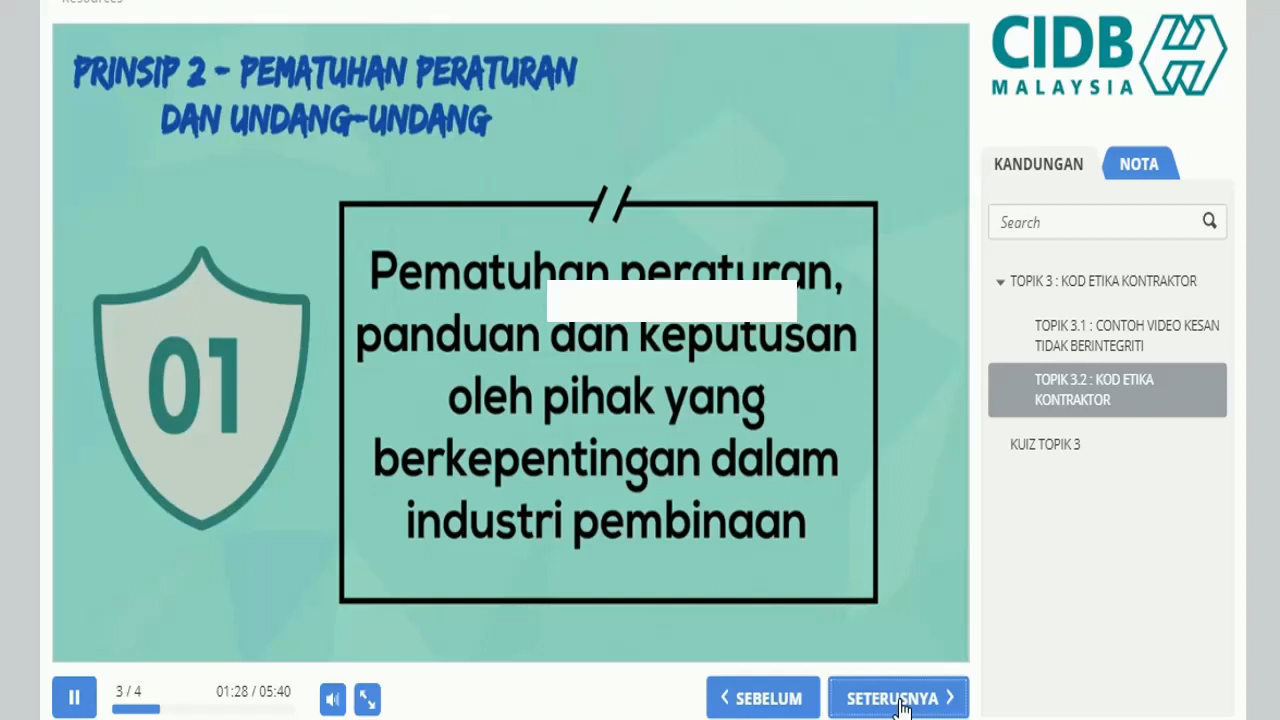 Resources
PRINSIP 2 - PEMATUHAN PERATURAN
DAN UNDANG-UNDANG
01
Pematuhan peraturan,
panduan dan keputusan
oleh pihak yang
berkepentingan dalam
industri pembinaan
CIDB
MALAYSIA
KANDUNGAN
NOTA
Search
TOPIK 3 : KOD ETIKA KONTRAKTOR
TOPIK 3.1 : CONTOH VIDEO KESAN
TIDAK BERINTEGRITI
TOPIK 3.2 : KOD ETIKA
KONTRAKTOR
KUIZ TOPIK 3
3 / 4
01:28 / 05:40
SEBELUM
SETERUSNYA